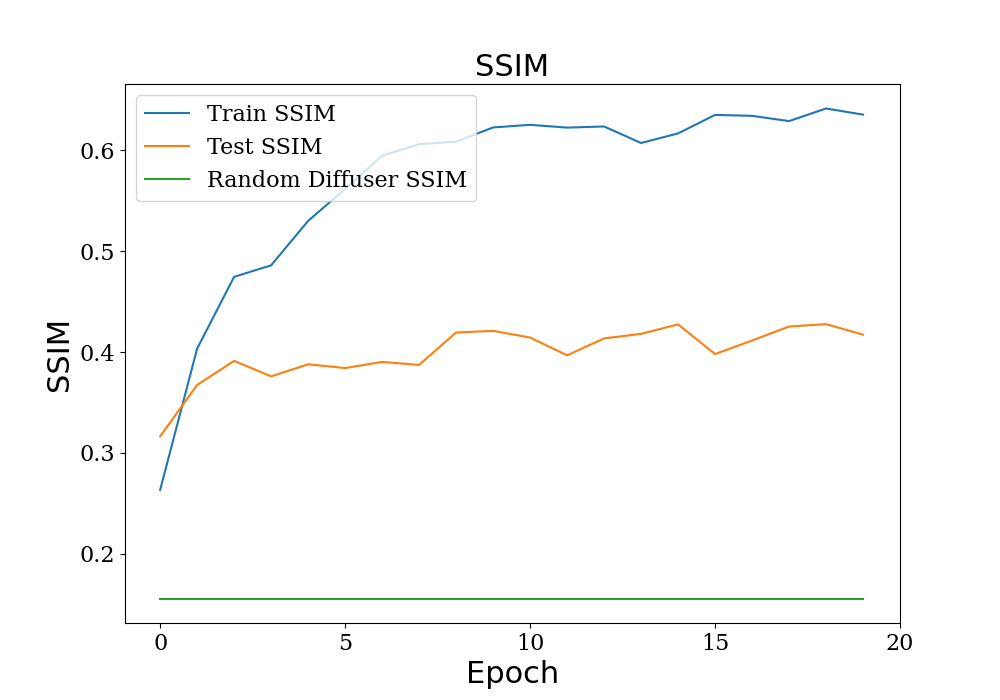 SSIM
Train SSIM
Test SSIM
Random Diffuser SSIM
0.6
0.5
0.4
0.3
0.2
SSIM
0 5 10 15 20
Epoch